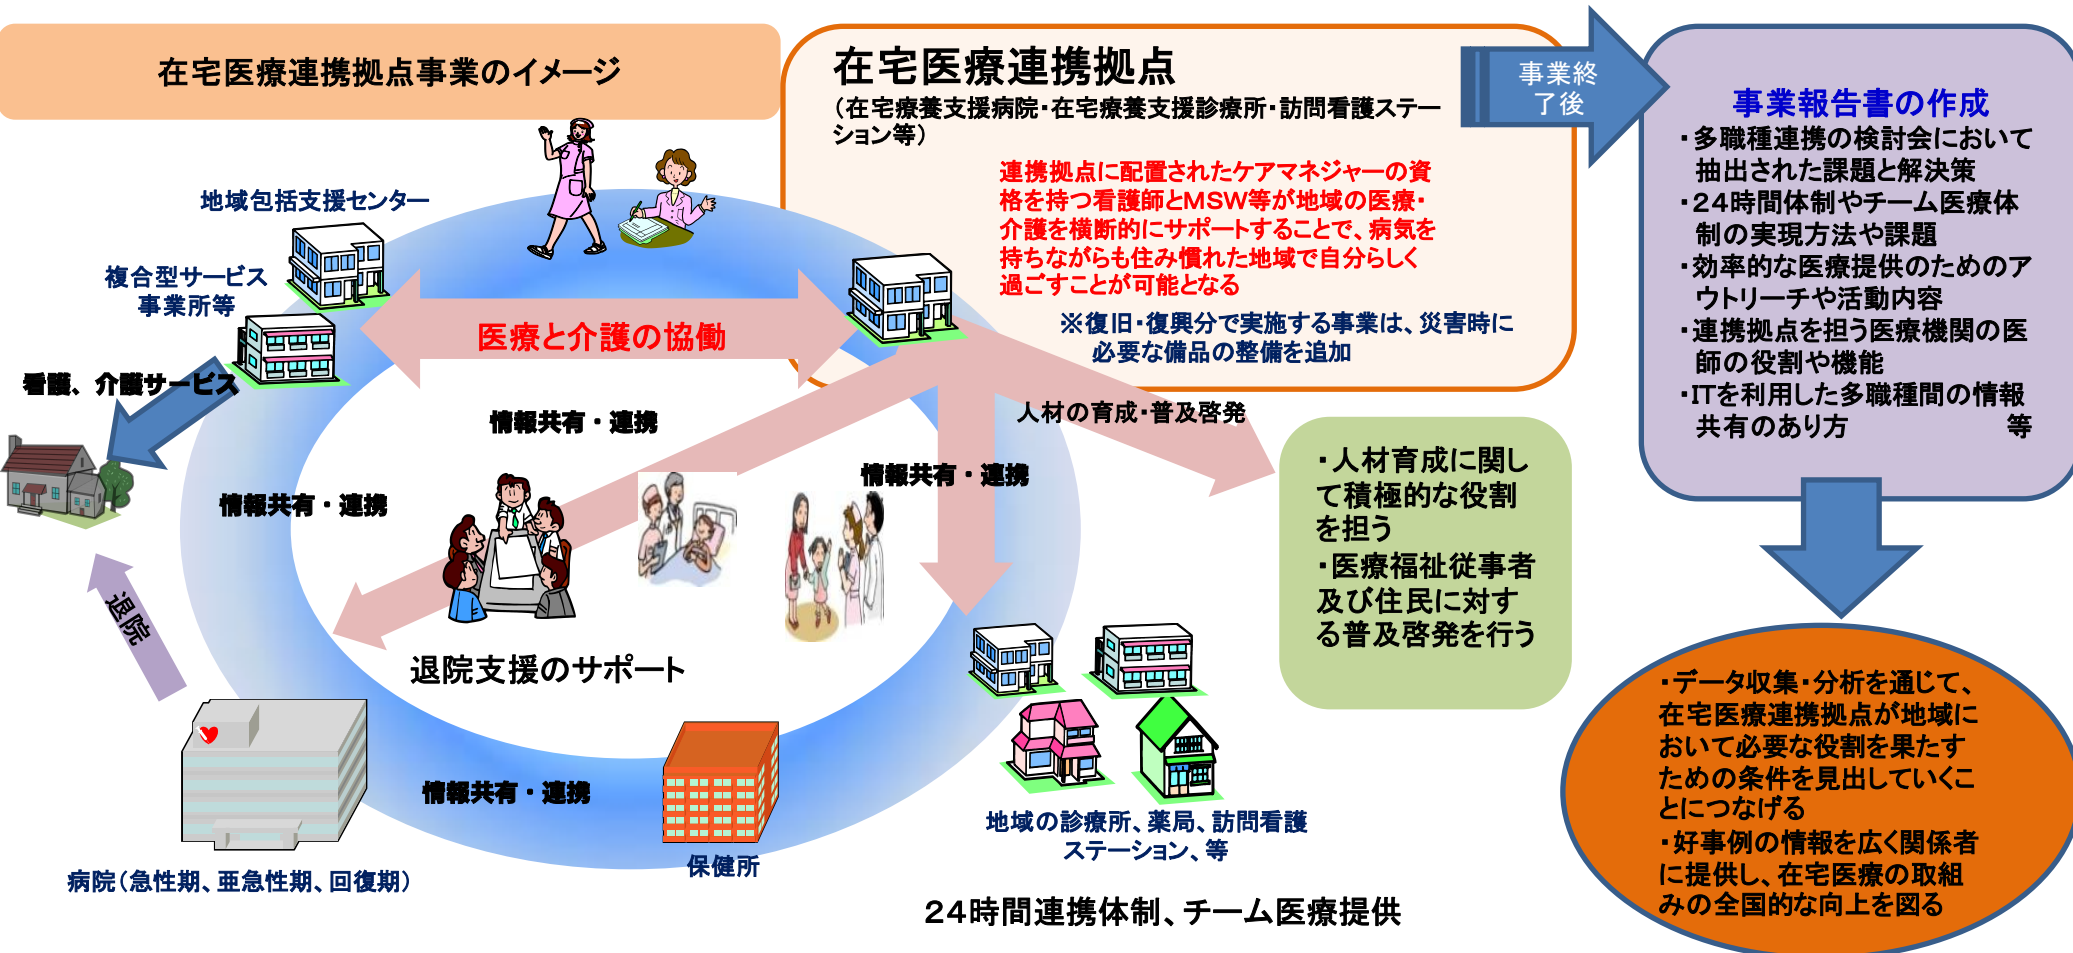 在宅医療連携拠点事業のイメージ
在宅医療連携拠点
（在宅療養支援病院・在宅療養支援診療所・訪問看護ステー
ション等）
連携拠点に配置されたケアマネジャーの資
格を持つ看護師とMSW等が地域の医療・
介護を横断的にサポートすることで、病気を
持ちながらも住み慣れた地域で自分らしく
過ごすことが可能となる
※復旧・復興分で実施する事業は、災害時に
必要な備品の整備を追加
事業終
了後
事業報告書の作成
・多職種連携の検討会において
抽出された課題と解決策
・24時間体制やチーム医療体
制の実現方法や課題
・効率的な医療提供のためのア
ウトリーチや活動内容
・連携拠点を担う医療機関の医
師の役割や機能
・ITを利用した多職種間の情報
共有のあり方 等
地域包括支援センター
複合型サービス
事業所等
医療と介護の協働
看護、介護サービス
情報共有・連携
人材の育成・普及啓発
情報共有・連携
情報共有・連携
・人材育成に関し
て積極的な役割
を担う
・医療福祉従事者
及び住民に対す
る普及啓発を行う
退院
退院支援のサポート
情報共有・連携
病院（急性期、亜急性期、回復期）
保健所
地域の診療所、薬局、訪問看護
ステーション、等
24時間連携体制、チーム医療提供
・データ収集・分析を通じて、
在宅医療連携拠点が地域に
おいて必要な役割を果たす
ための条件を見出していくこ
とにつなげる
・好事例の情報を広く関係者
に提供し、在宅医療の取組
みの全国的な向上を図る